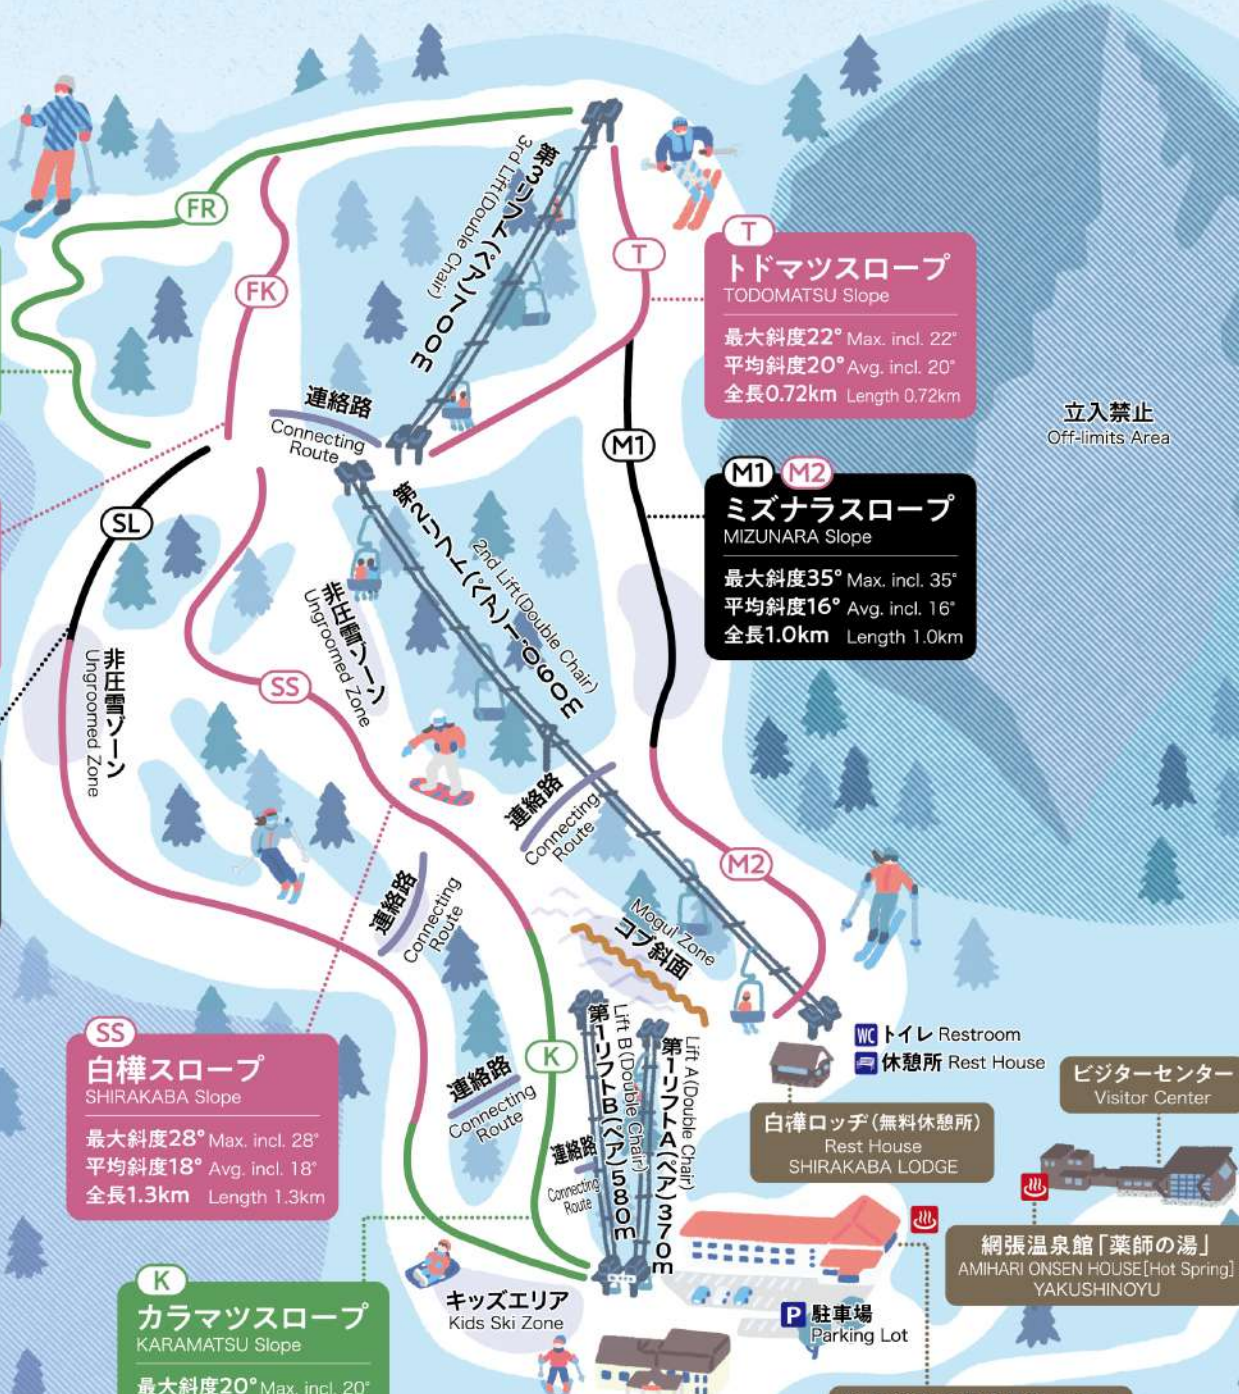 FR
FK
第3リフト(ペア)700m
3rd Lift(Double Chair)
T
T
トドマツスロープ
TODOMATSU Slope
最大斜度22° Max. incl. 22°
平均斜度20° Avg. incl. 20°
全長0.72km Length 0.72km
立入禁止
Off-limits Area
連絡路
Connecting
Route
M1
M1 M2
ミズナラスロープ
MIZUNARA Slope
最大斜度35° Max. incl. 35°
平均斜度16° Avg. incl. 16°
全長1.0km Length 1.0km
SL
第2リフト(ペア)1,060m
2nd Lift(Double Chair)
非圧雪ゾーン
Ungroomed Zone
非圧雪ゾーン
Ungroomed Zone
SS
連絡路
Connecting
Route
M2
連絡路
Connecting
Route
Mogul Zone
コブ斜面
SS
白樺スロープ
SHIRAKABA Slope
最大斜度28° Max. incl. 28°
平均斜度18° Avg. incl. 18°
全長1.3km Length 1.3km
K
連絡路
Connecting
Route
連絡路
Connecting
Route
第1リフトB(ペア)580m
Lift B(Double Chair)
第1リフトA(ペア)370m
Lift A(Double Chair)
WC トイレ Restroom
休憩所 Rest House
白樺ロッヂ(無料休憩所)
Rest House
SHIRAKABA LODGE
ビジターセンター
Visitor Center
網張温泉館「薬師の湯」
AMIHARI ONSEN HOUSE[Hot Spring]
YAKUSHINOYU
P 駐車場
Parking Lot
キッズエリア
Kids Ski Zone
K
カラマツスロープ
KARAMATSU Slope
最大斜度20° Max. incl. 20°